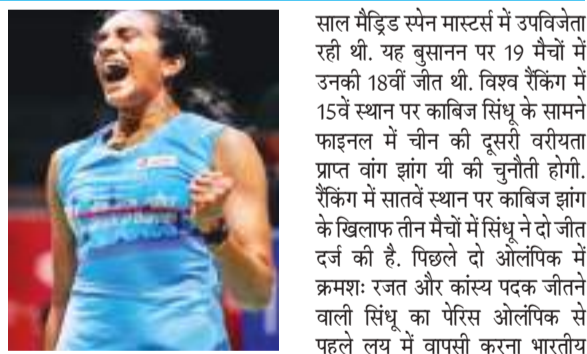 साल मैड्रिड स्पेन मास्टर्स में उपविजेता
रही थी. यह बुसानन पर 19 मैचों में
उनकी 18वीं जीत थी. विश्व रैंकिंग में
15वें स्थान पर काबिज सिंधू के सामने
फाइनल में चीन की दूसरी वरीयता
प्राप्त वांग झांग यी की चुनौती होगी.
रैंकिंग में सातवें स्थान पर काबिज झांग
के खिलाफ तीन मैचों में सिंधू ने दो जीत
दर्ज की है. पिछले दो ओलंपिक में
क्रमशः रजत और कांस्य पदक जीतने
वाली सिंधू का पेरिस ओलंपिक से
पहले लय में वापसी करना भारतीय